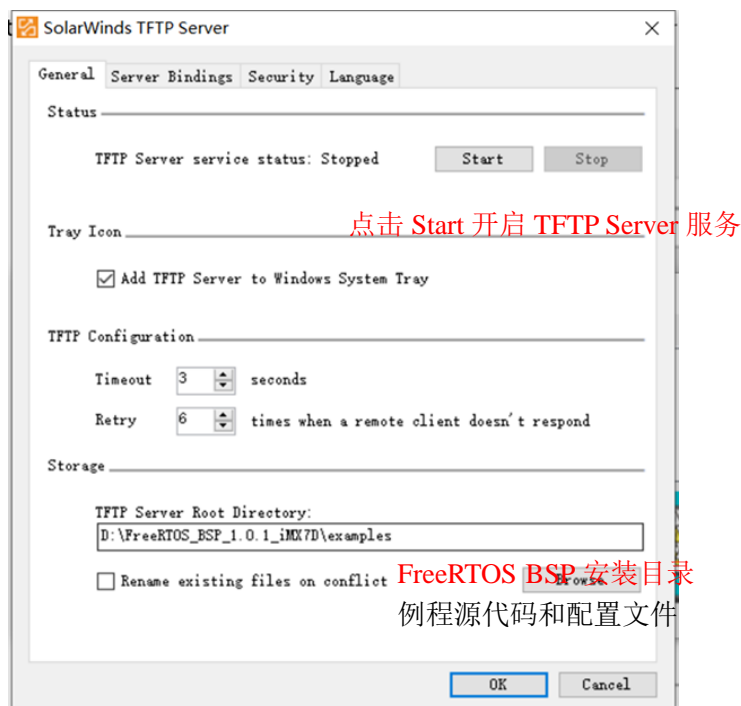 SolarWinds TFTP Server
General Server Bindings Security Language
Status
TFTP Server service status: Stopped Start Stop
点击 Start 开启 TFTP Server 服务
Tray Icon
Add TFTP Server to Windows System Tray
TFTP Configuration
Timeout 3 seconds
Retry 6 times when a remote client doesn't respond
Storage
TFTP Server Root Directory:
D:\FreeRTOS_BSP_1.0.1_iMX7D\examples
Rename existing files on conflict Browse
FreeRTOS BSP 安装目录
例程源代码和配置文件
OK Cancel